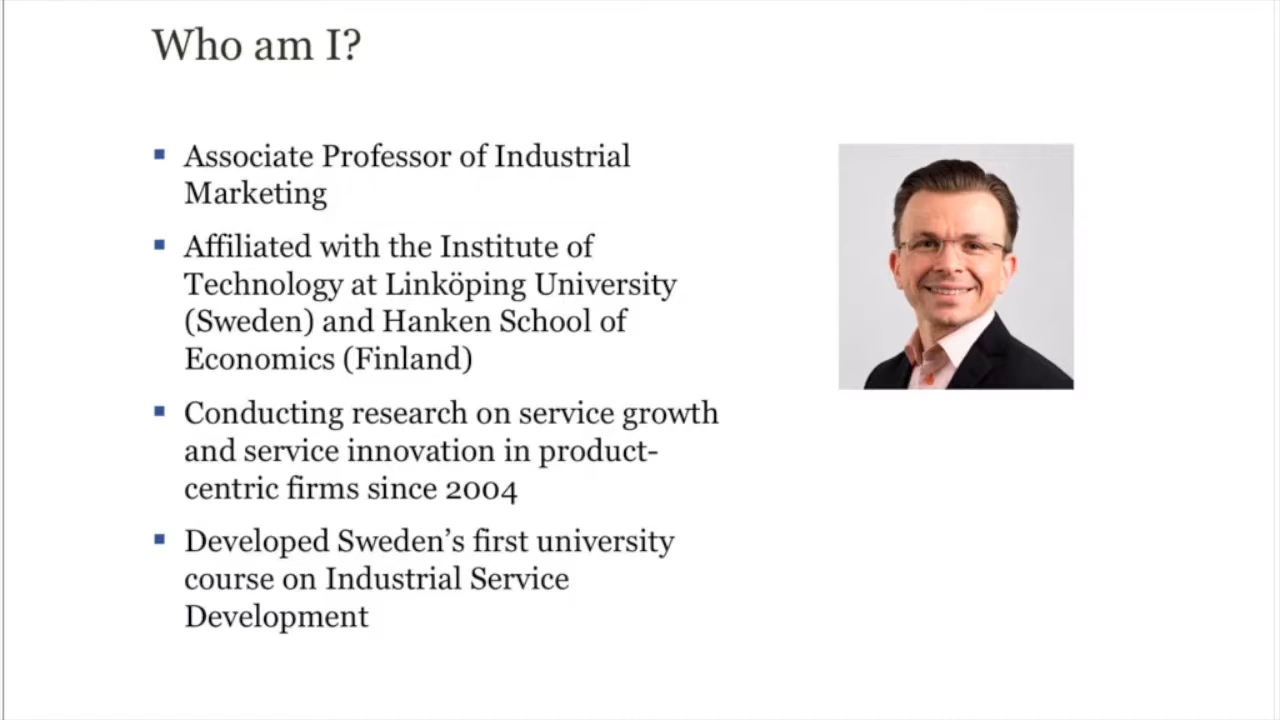 Who am I?
Associate Professor of Industrial
Marketing
Affiliated with the Institute of
Technology at Linköping University
(Sweden) and Hanken School of
Economics (Finland)
Conducting research on service growth
and service innovation in product-
centric firms since 2004
Developed Sweden’s first university
course on Industrial Service
Development